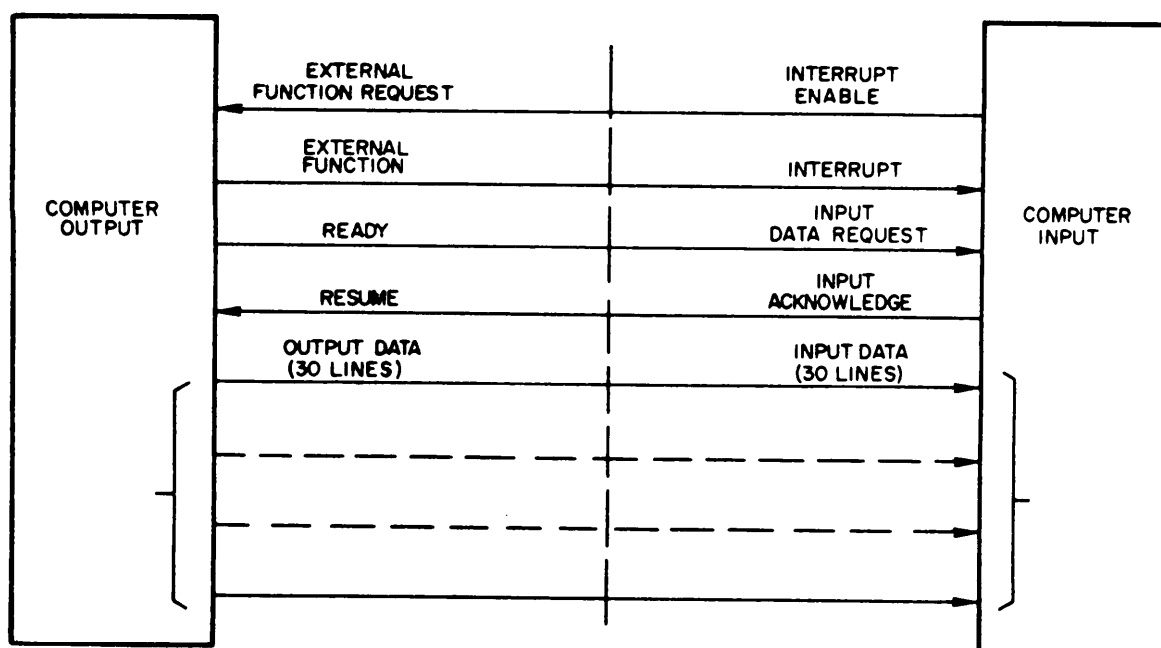 EXTERNAL
FUNCTION REQUEST
INTERRUPT
ENABLE
EXTERNAL
FUNCTION
INTERRUPT
COMPUTER
OUTPUT
READY
INPUT
DATA REQUEST
COMPUTER
INPUT
RESUME
INPUT
ACKNOWLEDGE
OUTPUT DATA
(30 LINES)
INPUT DATA
(30 LINES)